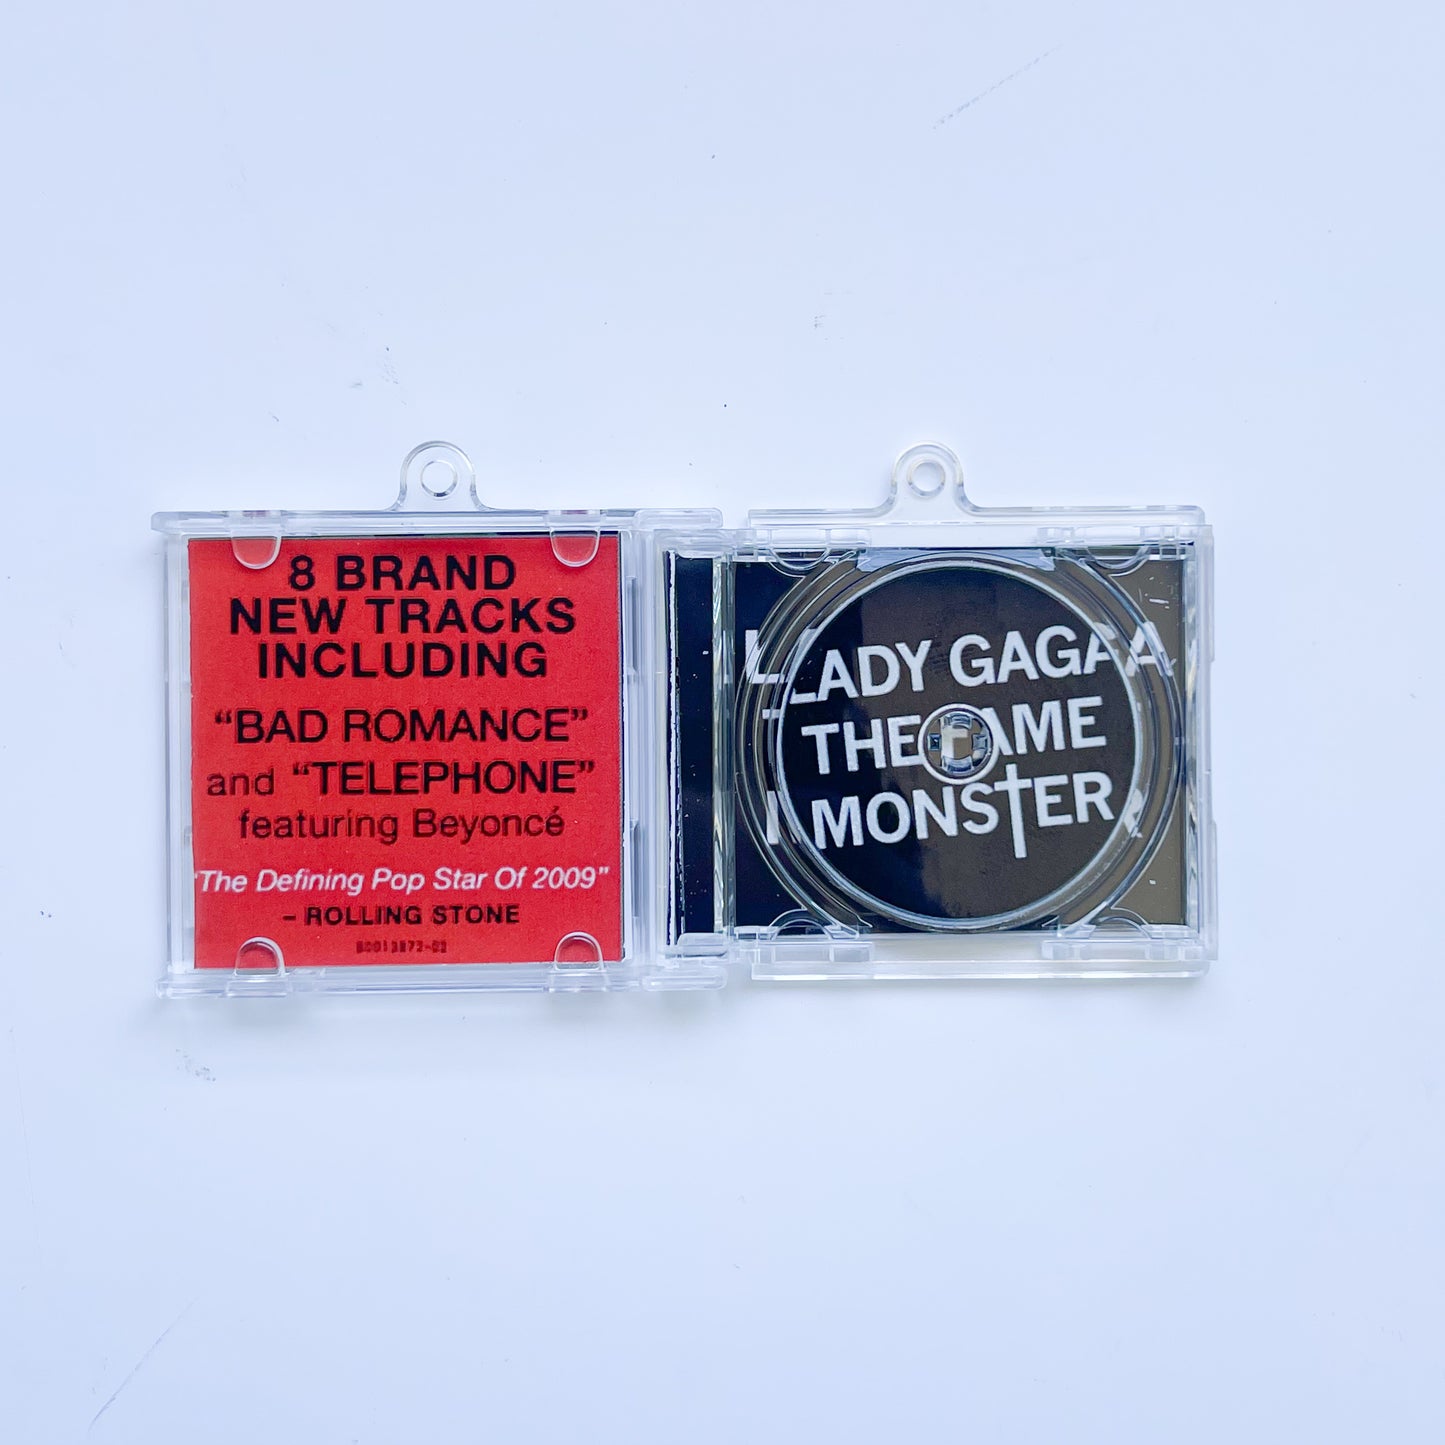 8 BRAND
NEW TRACKS
INCLUDING
“BAD ROMANCE”
and “TELEPHONE”
featuring Beyoncé
“The Defining Pop Star Of 2009”
– ROLLING STONE
LADY GAGA
THE FAME
MONSTER